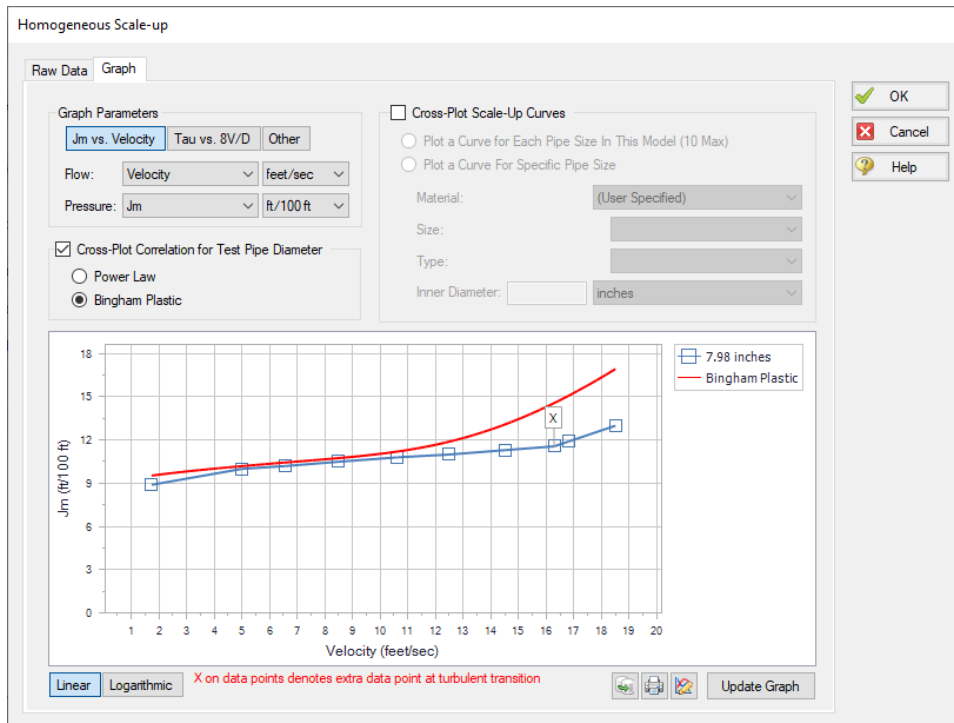 Homogeneous Scale-up
Raw Data Graph
Graph Parameters
Jm vs. Velocity Tau vs. 8V/D Other
Flow: Velocity feet/sec
Pressure: Jm ft/100 ft
Cross-Plot Correlation for Test Pipe Diameter
Power Law
Bingham Plastic
Cross-Plot Scale-Up Curves
Plot a Curve for Each Pipe Size In This Model (10 Max)
Plot a Curve For Specific Pipe Size
Material: (User Specified)
Size:
Type:
Inner Diameter: inches
OK
Cancel
Help
18
15
12
9
6
3
0
Jm (ft/100 ft)
X
1 2 3 4 5 6 7 8 9 10 11 12 13 14 15 16 17 18 19 20
Velocity (feet/sec)
7.98 inches
Bingham Plastic
Linear Logarithmic X on data points denotes extra data point at turbulent transition
Update Graph